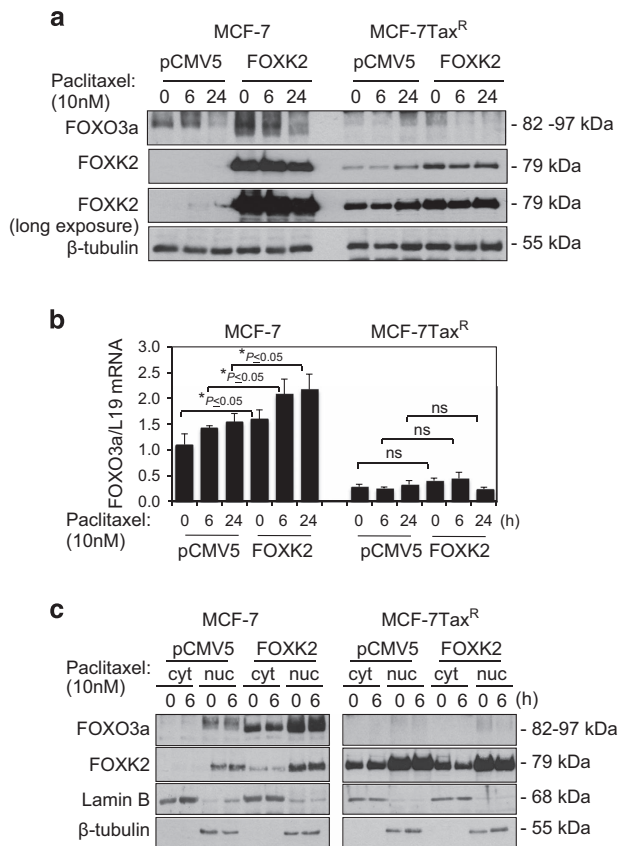 a
MCF-7 MCF-7Tax^R
pCMV5 FOXK2 pCMV5 FOXK2
Paclitaxel:
(10nM)
0 6 24 0 6 24 0 6 24 0 6 24
FOXO3a - 82 -97 kDa
FOXK2 - 79 kDa
FOXK2 - 79 kDa
(long exposure)
β-tubulin - 55 kDa
b
MCF-7 MCF-7Tax^R
FOXO3a/L19 mRNA
3.0
2.5
2.0
1.5
1.0
0.5
0.0
*P≤0.05
*P≤0.05
*P≤0.05
ns
ns
ns
Paclitaxel:
(10nM)
0 6 24 0 6 24 0 6 24 0 6 24 (h)
pCMV5 FOXK2 pCMV5 FOXK2
c
MCF-7 MCF-7Tax^R
pCMV5 FOXK2 pCMV5 FOXK2
Paclitaxel:
(10nM)
cyt nuc cyt nuc cyt nuc cyt nuc
0 6 0 6 0 6 0 6 0 6 0 6 0 6 0 6 (h)
FOXO3a - 82-97 kDa
FOXK2 - 79 kDa
Lamin B - 68 kDa
β-tubulin - 55 kDa